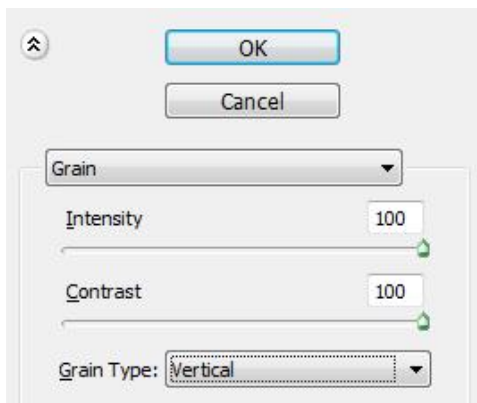 OK
Cancel
Grain
Intensity 100
Contrast 100
Grain Type: Vertical